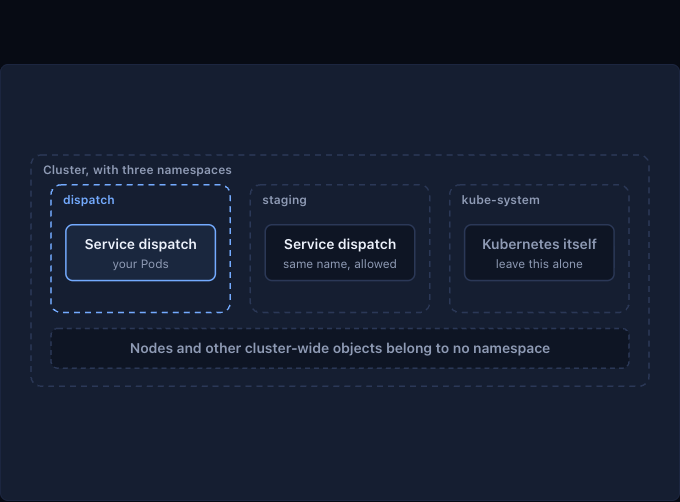 Cluster, with three namespaces
dispatch
Service dispatch
your Pods
staging
Service dispatch
same name, allowed
kube-system
Kubernetes itself
leave this alone
Nodes and other cluster-wide objects belong to no namespace